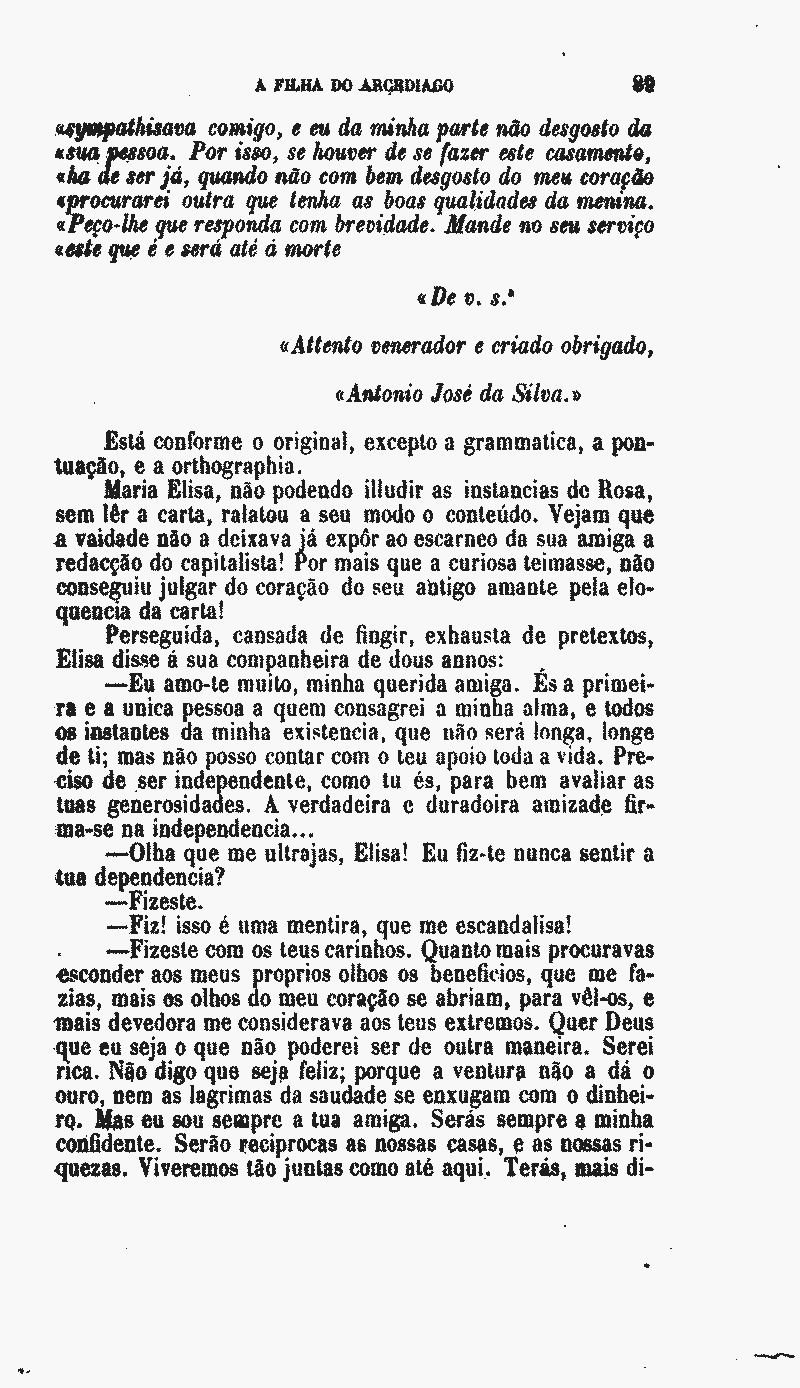 A FILHA DO ARCEDIAGO 89
«sympathisava comigo, e eu da minha parte não desgosto da
«sua pessoa. Por isso, se houver de se fazer este casamento,
«ha de ser já, quando não com bem desgosto do meu coração
«procurarei outra que tenha as boas qualidades da menina.
«Peço-lhe que responda com brevidade. Mande no seu serviço
«este que é e será até á morte
«De v. s.ª
«Attento venerador e criado obrigado,
«Antonio José da Silva.»
Está conforme o original, excepto a grammatica, a pon-
tuação, e a orthographia.
Maria Elisa, não podendo illudir as instancias de Rosa,
sem lêr a carta, ralatou a seu modo o conteúdo. Vejam que
a vaidade não a deixava já expôr ao escarneo da sua amiga a
redacção do capitalista! Por mais que a curiosa teimasse, não
conseguiu julgar do coração do seu antigo amante pela elo-
quencia da carta!
Perseguida, cansada de fingir, exhausta de pretextos,
Elisa disse á sua companheira de dous annos:
—Eu amo-te muito, minha querida amiga. És a primei-
ra e a unica pessoa a quem consagrei a minha alma, e todos
os instantes da minha existencia, que não será longa, longe
de ti; mas não posso contar com o teu apoio toda a vida. Pre-
ciso de ser independente, como tu és, para bem avaliar as
tuas generosidades. A verdadeira e duradoira amizade fir-
ma-se na independencia...
—Olha que me ultrajas, Elisa! Eu fiz-te nunca sentir a
tua dependencia?
—Fizeste.
—Fiz! isso é uma mentira, que me escandalisa!
—Fizeste com os teus carinhos. Quanto mais procuravas
esconder aos meus proprios olhos os beneficios, que me fa-
zias, mais os olhos do meu coração se abriam, para vêl-os, e
mais devedora me considerava aos teus extremos. Quer Deus
que eu seja o que não poderei ser de outra maneira. Serei
rica. Não digo que seja feliz; porque a ventura não a dá o
ouro, nem as lagrimas da saudade se enxugam com o dinhei-
ro. Mas eu sou sempre a tua amiga. Serás sempre a minha
confidente. Serão reciprocas as nossas casas, e as nossas ri-
quezas. Viveremos tão juntas como até aqui. Terás, mais di-